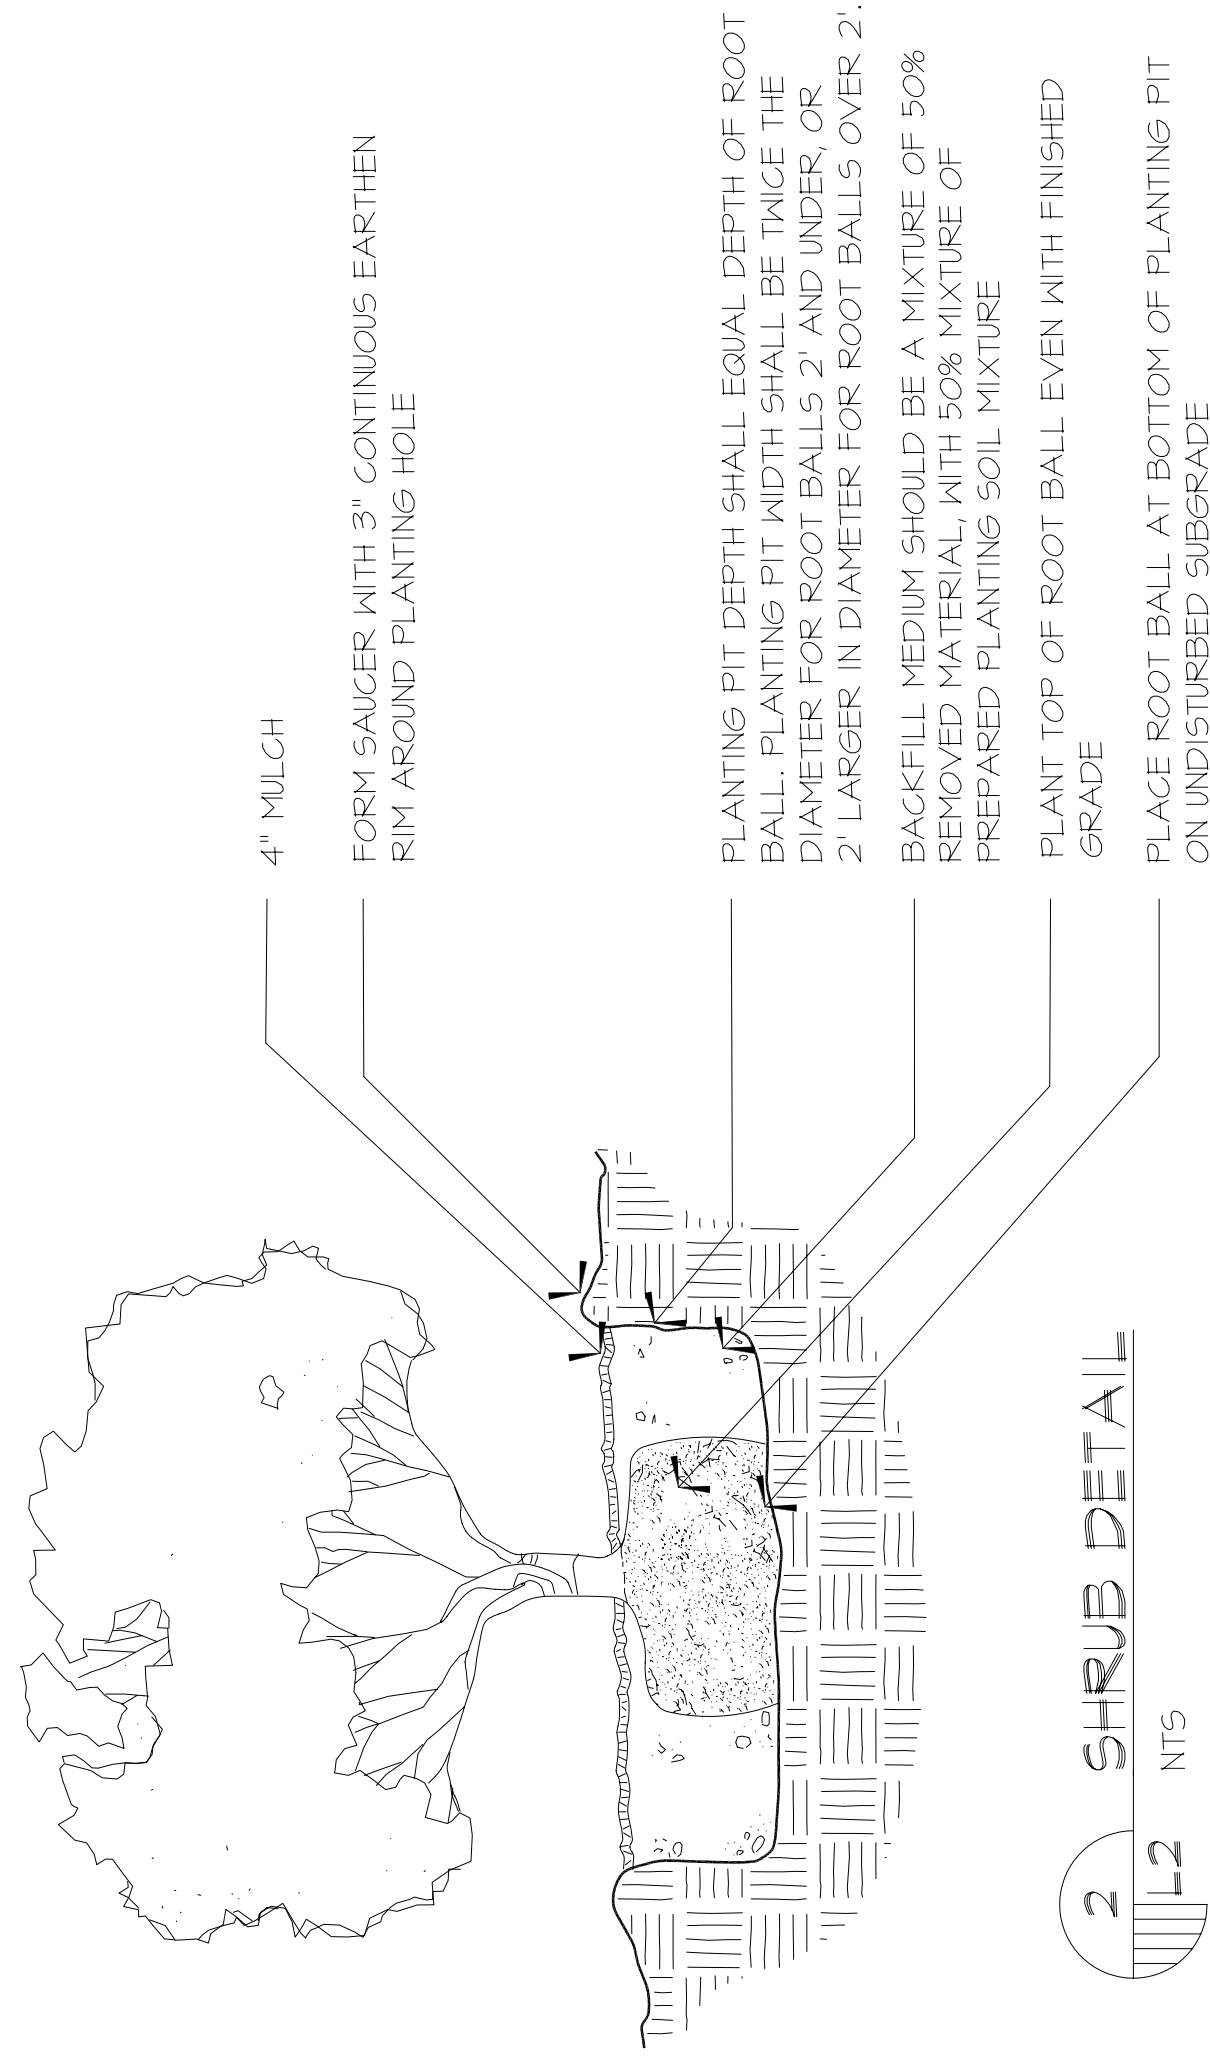 4" MULCH
FORM SAUCER WITH 3" CONTINUOUS EARTHEN
RIM AROUND PLANTING HOLE
PLANTING PIT DEPTH SHALL EQUAL DEPTH OF ROOT
BALL. PLANTING PIT WIDTH SHALL BE TWICE THE
DIAMETER FOR ROOT BALLS 2' AND UNDER, OR
2' LARGER IN DIAMETER FOR ROOT BALLS OVER 2'.
BACKFILL MEDIUM SHOULD BE A MIXTURE OF 50%
REMOVED MATERIAL, WITH 50% MIXTURE OF
PREPARED PLANTING SOIL MIXTURE
PLANT TOP OF ROOT BALL EVEN WITH FINISHED
GRADE
PLACE ROOT BALL AT BOTTOM OF PLANTING PIT
ON UNDISTURBED SUBGRADE
2 SHRUB DETAIL
L2 NTS